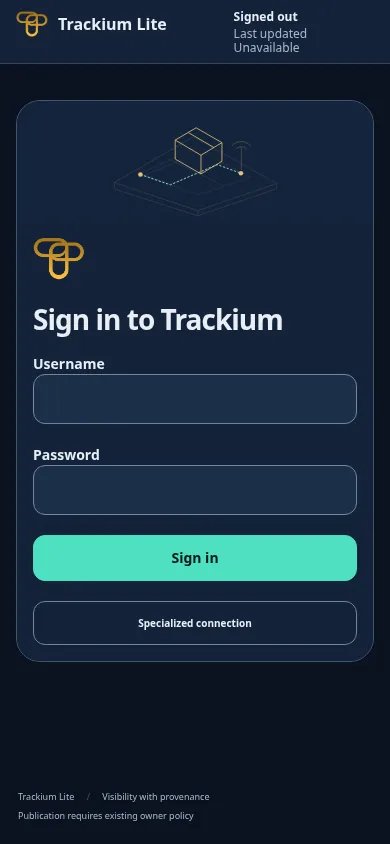 Trackium Lite
Signed out
Last updated
Unavailable
Sign in to Trackium
Username
Password
Sign in
Specialized connection
Trackium Lite / Visibility with provenance
Publication requires existing owner policy